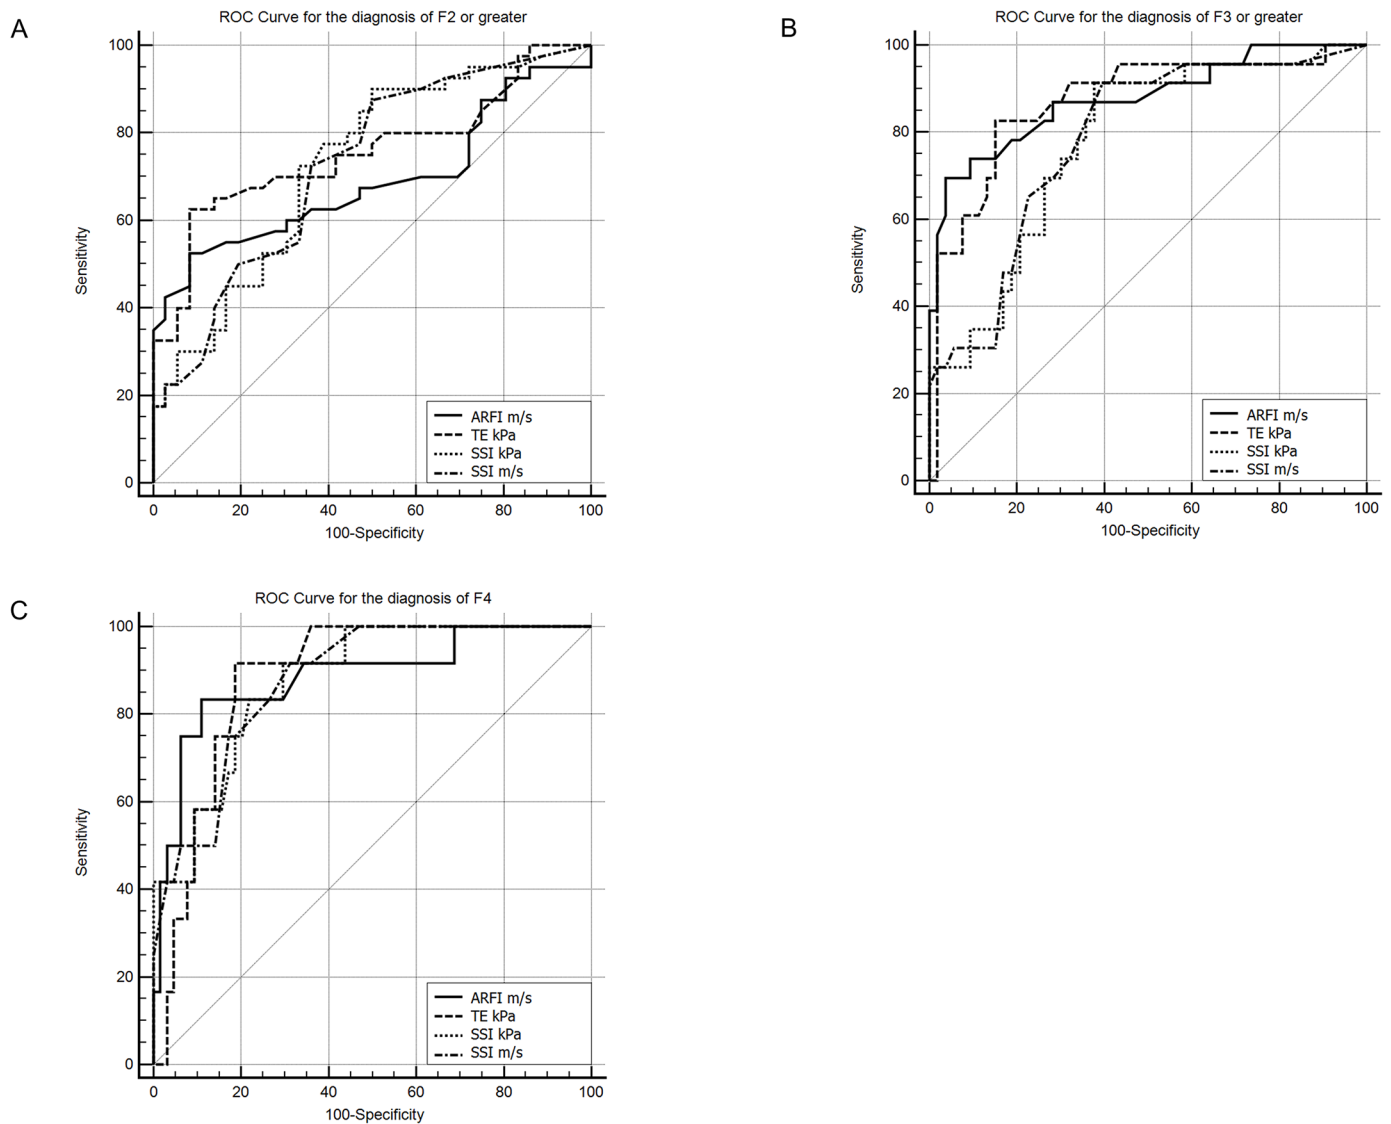 A
ROC Curve for the diagnosis of F2 or greater
100
80
60
40
20
0
Sensitivity
ARFI m/s
TE kPa
SSI kPa
SSI m/s
0 20 40 60 80 100
100-Specificity
B
ROC Curve for the diagnosis of F3 or greater
100
80
60
40
20
0
Sensitivity
ARFI m/s
TE kPa
SSI kPa
SSI m/s
0 20 40 60 80 100
100-Specificity
C
ROC Curve for the diagnosis of F4
100
80
60
40
20
0
Sensitivity
ARFI m/s
TE kPa
SSI kPa
SSI m/s
0 20 40 60 80 100
100-Specificity